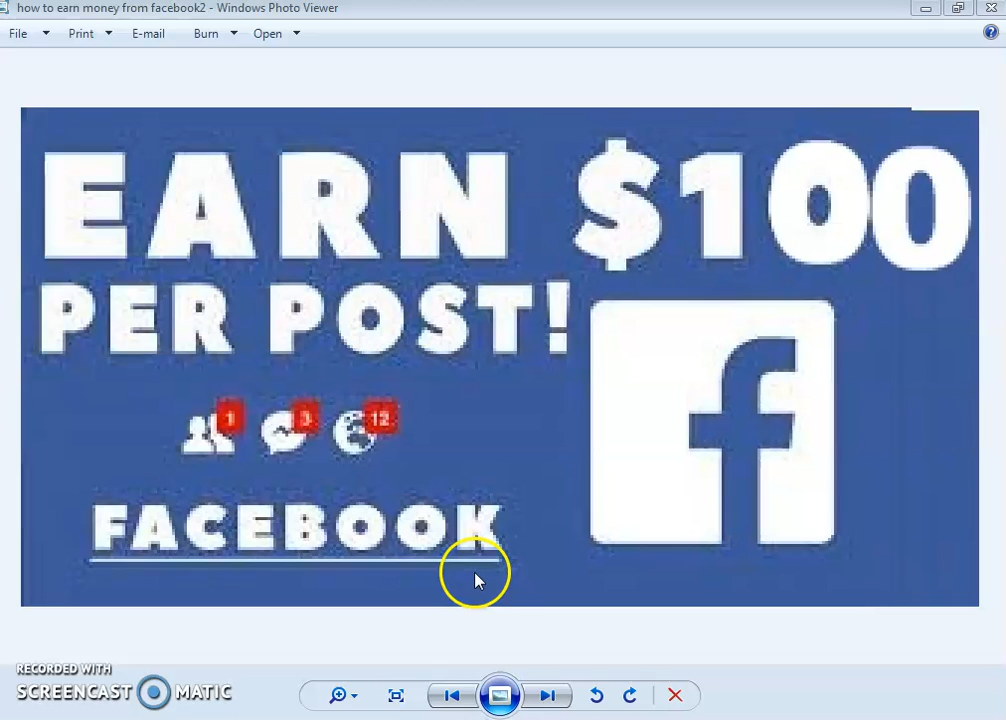 how to earn money from facebook2 - Windows Photo Viewer
File Print E-mail Burn Open
EARN $100
PER POST!
1 3 12
FACEBOOK
RECORDED WITH
SCREENCAST MATIC